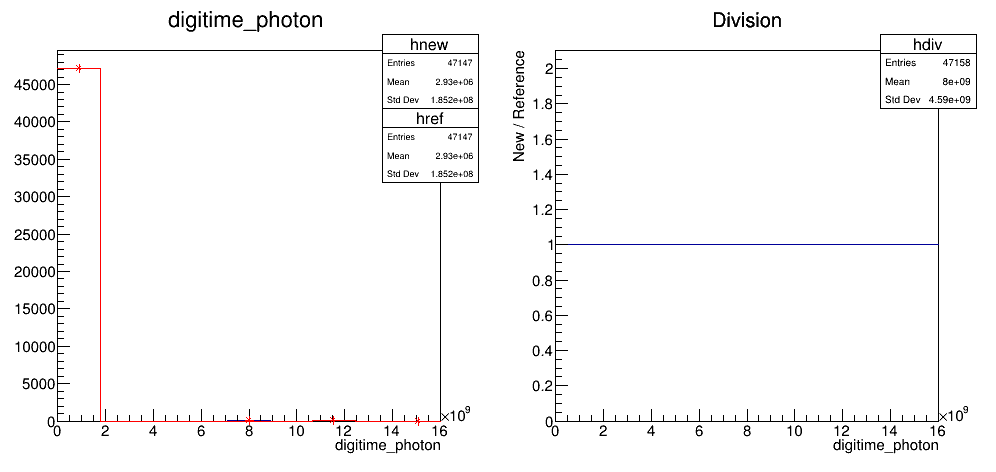 digitime_photon
hnew
Entries 47147
Mean 2.93e+06
Std Dev 1.852e+08
href
Entries 47147
Mean 2.93e+06
Std Dev 1.852e+08
45000
40000
35000
30000
25000
20000
15000
10000
5000
0
0 2 4 6 8 10 12 14 16
×10⁹
digitime_photon
Division
hdiv
Entries 47158
Mean 8e+09
Std Dev 4.59e+09
New / Reference
2
1.8
1.6
1.4
1.2
1
0.8
0.6
0.4
0.2
0
0 2 4 6 8 10 12 14 16
×10⁹
digitime_photon